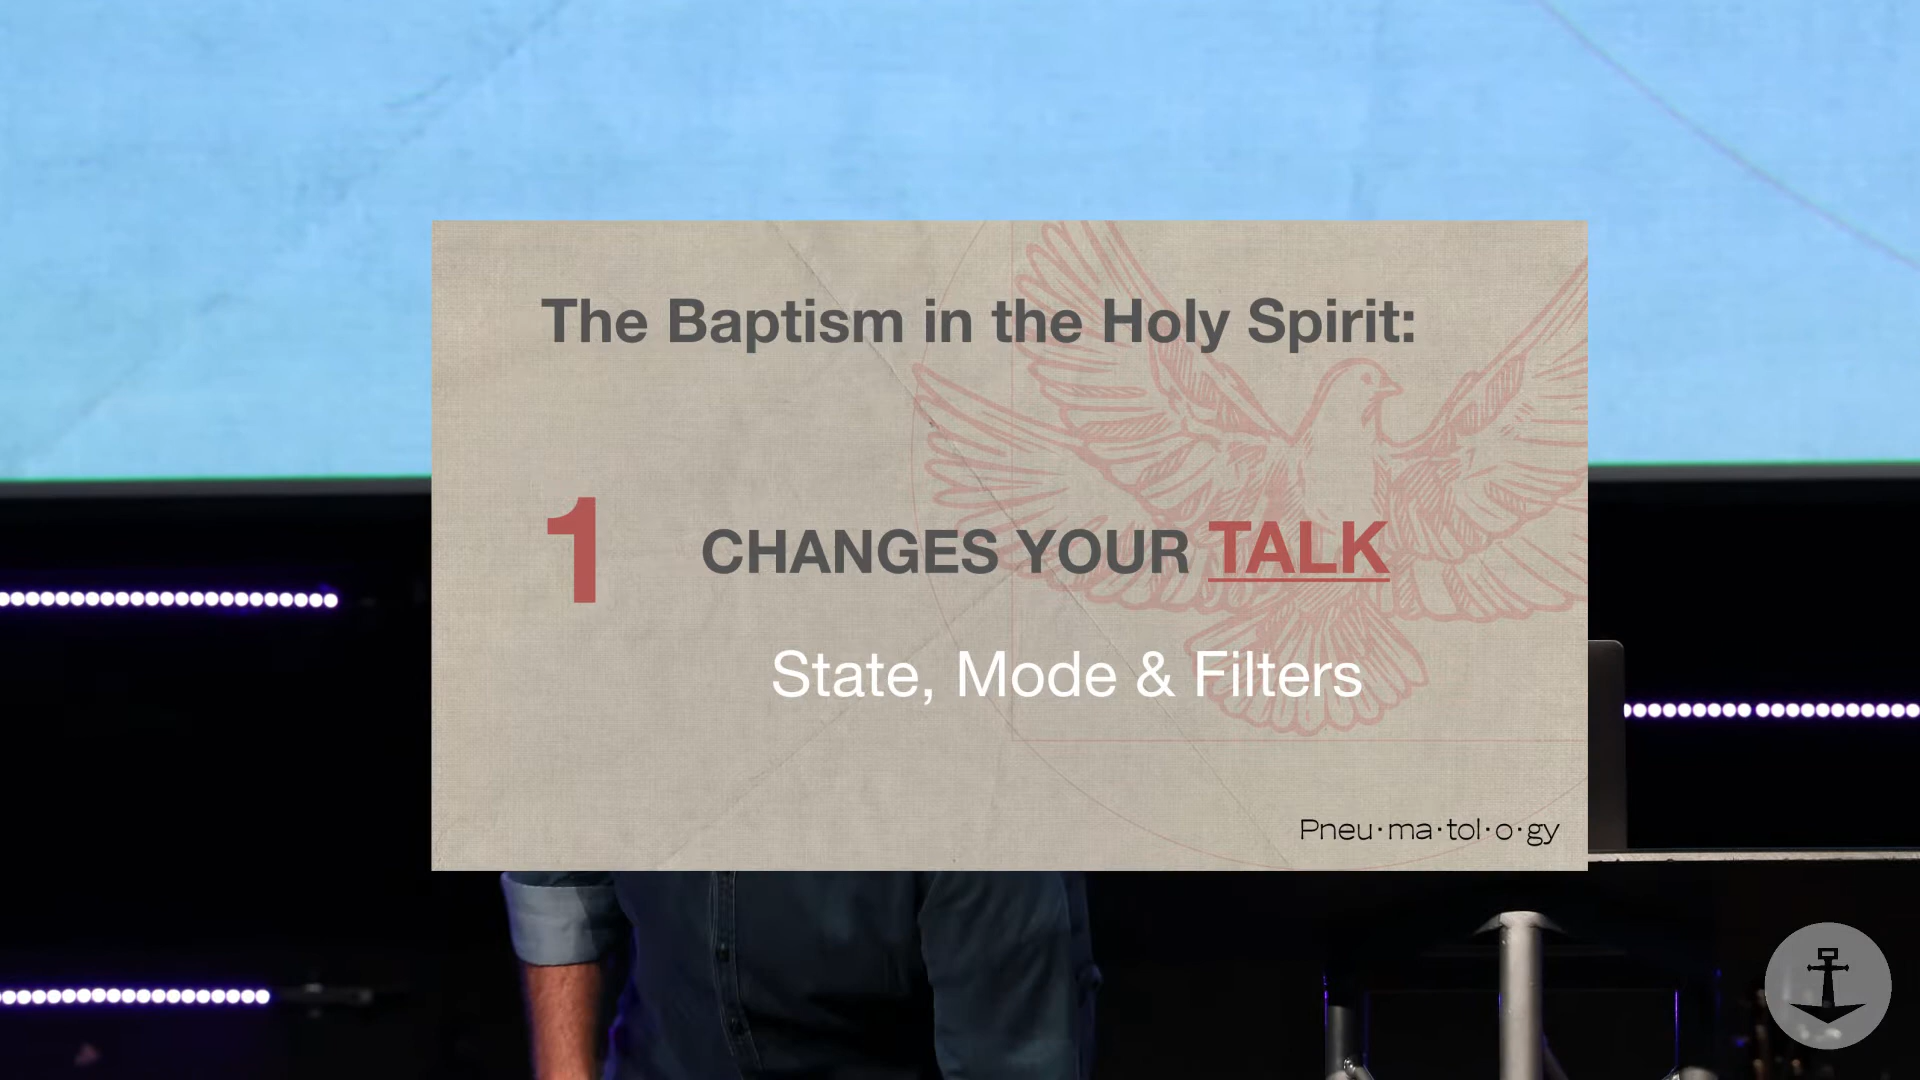 The Baptism in the Holy Spirit:
1 CHANGES YOUR TALK
State, Mode & Filters
Pneu·ma·tol·o·gy